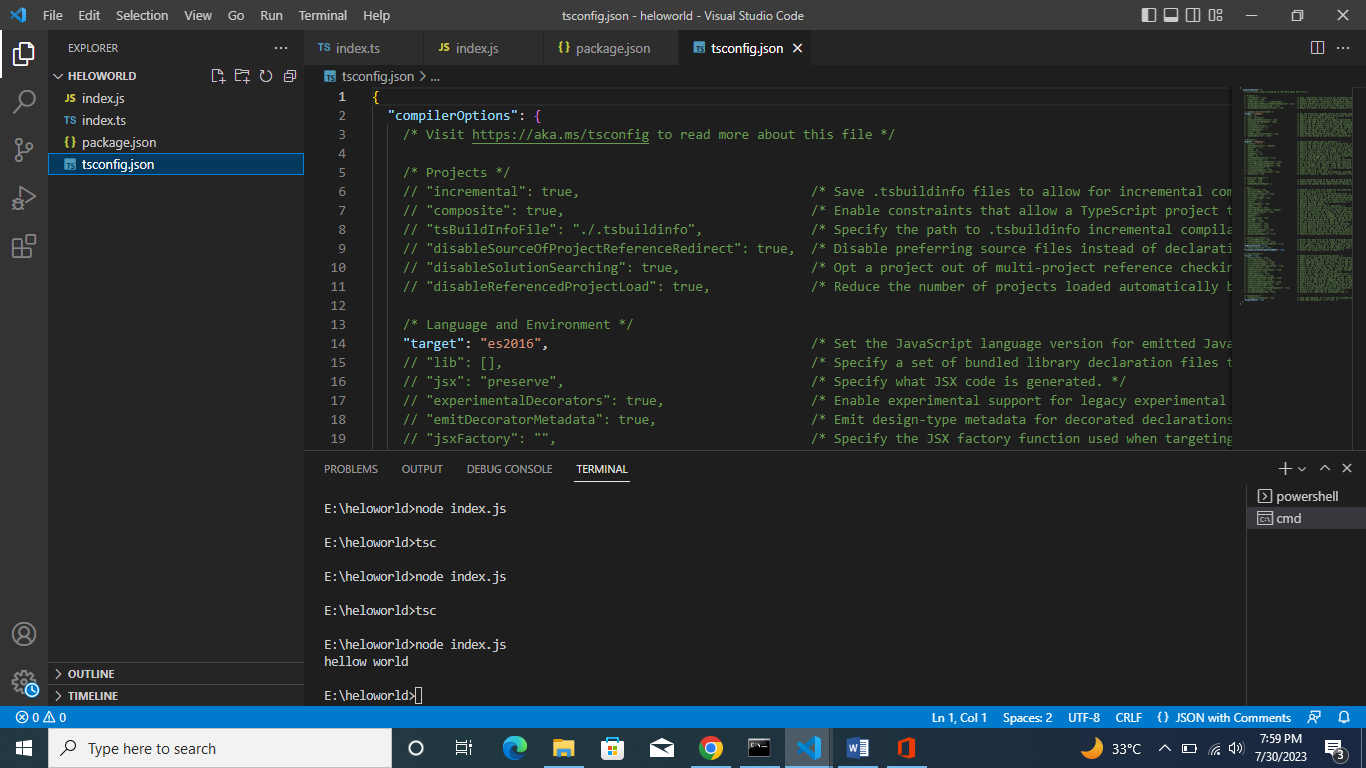 File Edit Selection View Go Run Terminal Help
tsconfig.json - heloworld - Visual Studio Code
EXPLORER
HELOWORLD
JS index.js
TS index.ts
{} package.json
TS tsconfig.json
OUTLINE
TIMELINE
TS index.ts JS index.js {} package.json TS tsconfig.json
TS tsconfig.json > ...
1 {
2 "compilerOptions": {
3 /* Visit https://aka.ms/tsconfig to read more about this file */
4
5 /* Projects */
6 // "incremental": true, /* Save .tsbuildinfo files to allow for incremental com
7 // "composite": true, /* Enable constraints that allow a TypeScript project t
8 // "tsBuildInfoFile": "./.tsbuildinfo", /* Specify the path to .tsbuildinfo incremental compila
9 // "disableSourceOfProjectReferenceRedirect": true, /* Disable preferring source files instead of declarati
10 // "disableSolutionSearching": true, /* Opt a project out of multi-project reference checkin
11 // "disableReferencedProjectLoad": true, /* Reduce the number of projects loaded automatically b
12
13 /* Language and Environment */
14 "target": "es2016", /* Set the JavaScript language version for emitted Java
15 // "lib": [], /* Specify a set of bundled library declaration files t
16 // "jsx": "preserve", /* Specify what JSX code is generated. */
17 // "experimentalDecorators": true, /* Enable experimental support for legacy experimental
18 // "emitDecoratorMetadata": true, /* Emit design-type metadata for decorated declarations
19 // "jsxFactory": "", /* Specify the JSX factory function used when targeting
PROBLEMS OUTPUT DEBUG CONSOLE TERMINAL
E:\heloworld>node index.js
E:\heloworld>tsc
E:\heloworld>node index.js
E:\heloworld>tsc
E:\heloworld>node index.js
hellow world
E:\heloworld>
powershell
cmd
0 0 Ln 1, Col 1 Spaces: 2 UTF-8 CRLF {} JSON with Comments
Type here to search
33°C
7:59 PM
7/30/2023
3